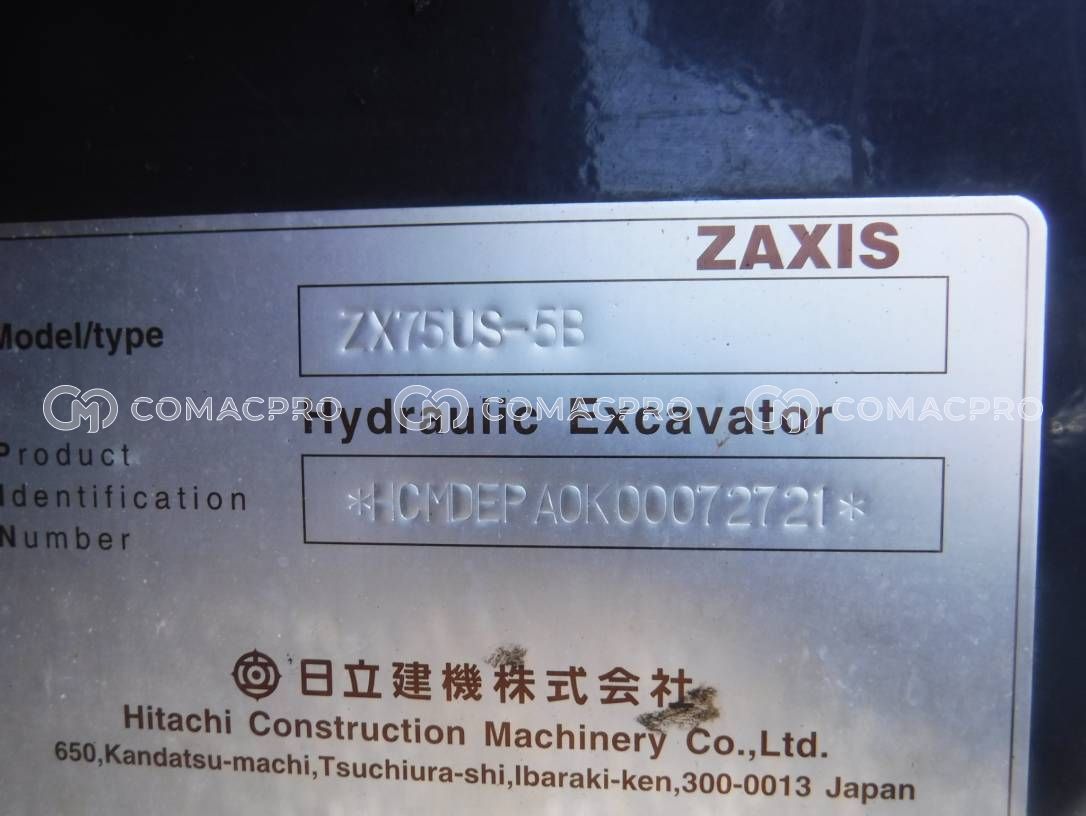 ZAXIS
Model/type
ZX75US-5B
COMACPRO COMACPRO COMACPRO
Hydraulic Excavator
Product
Identification
Number
*HCMDEPA0K00072721*
日立建機株式会社
Hitachi Construction Machinery Co.,Ltd.
650,Kandatsu-machi,Tsuchiura-shi,Ibaraki-ken,300-0013 Japan